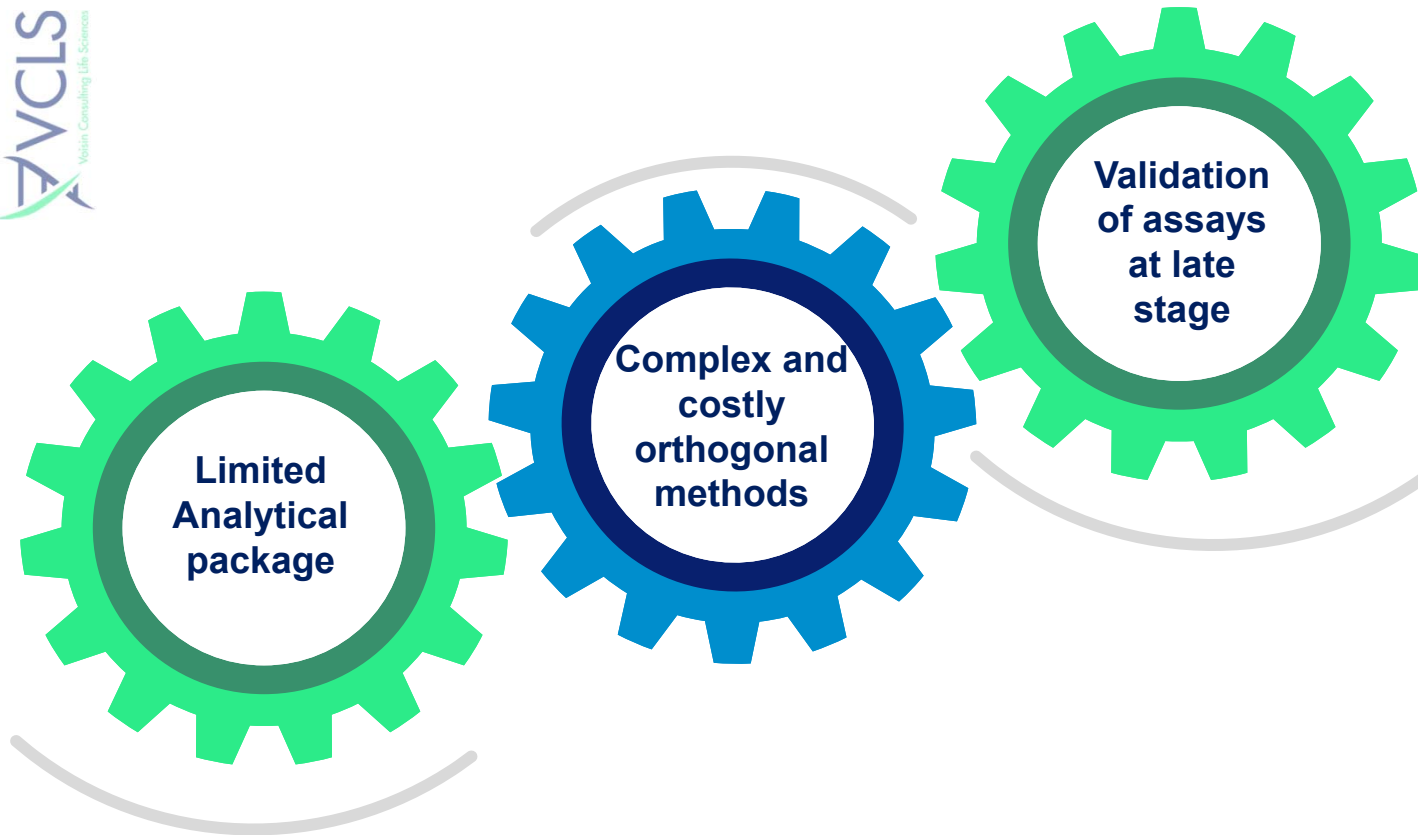 VCLS
Voisin Consulting Life Sciences
Validation
of assays
at late
stage
Complex and
costly
orthogonal
methods
Limited
Analytical
package